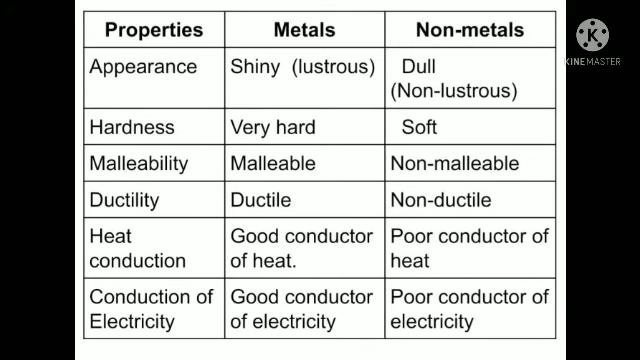 Properties Metals Non-metals
Appearance Shiny (lustrous) Dull
(Non-lustrous)
Hardness Very hard Soft
Malleability Malleable Non-malleable
Ductility Ductile Non-ductile
Heat Good conductor Poor conductor of
conduction of heat. heat
Conduction of Good conductor Poor conductor of
Electricity of electricity electricity
K
KINEMASTER